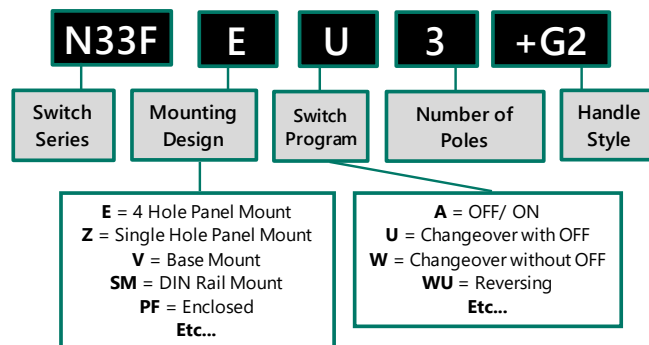 N33F E U 3 +G2
Switch Series
Mounting Design
Switch Program
Number of Poles
Handle Style
E = 4 Hole Panel Mount
Z = Single Hole Panel Mount
V = Base Mount
SM = DIN Rail Mount
PF = Enclosed
Etc...
A = OFF/ ON
U = Changeover with OFF
W = Changeover without OFF
WU = Reversing
Etc...